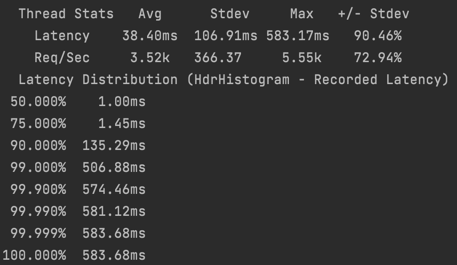 Thread Stats   Avg      Stdev     Max   +/- Stdev
Latency    38.40ms  106.91ms 583.17ms   90.46%
Req/Sec     3.52k   366.37     5.55k    72.94%
Latency Distribution (HdrHistogram - Recorded Latency)
50.000%    1.00ms
75.000%    1.45ms
90.000%  135.29ms
99.000%  506.88ms
99.900%  574.46ms
99.990%  581.12ms
99.999%  583.68ms
100.000%  583.68ms